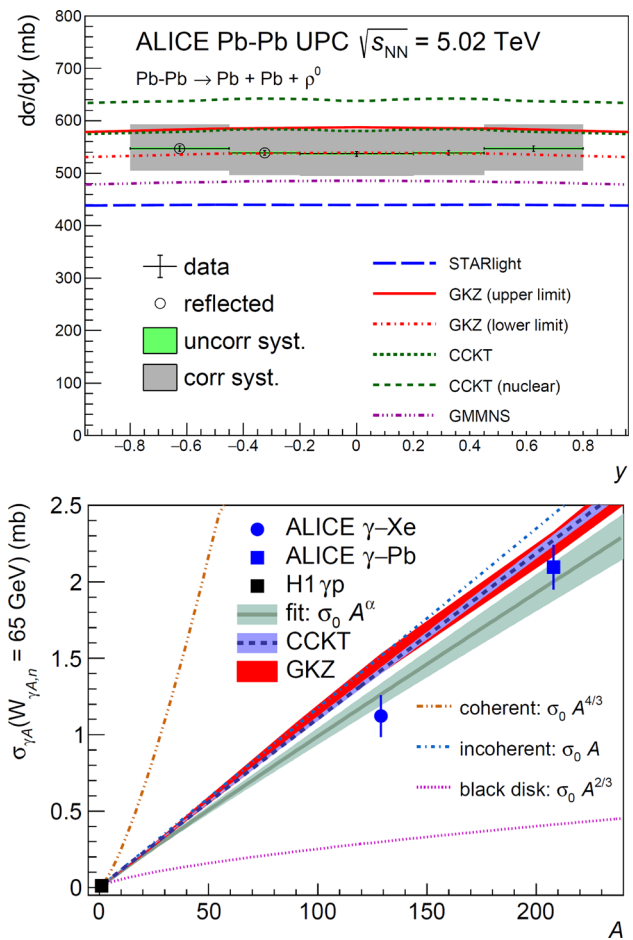 ALICE Pb-Pb UPC √sNN = 5.02 TeV
Pb-Pb → Pb + Pb + ρ⁰
dσ/dy (mb)
800
700
600
500
400
300
200
100
0
data
reflected
uncorr syst.
corr syst.
STARlight
GKZ (upper limit)
GKZ (lower limit)
CCKT
CCKT (nuclear)
GMMNS
−0.8 −0.6 −0.4 −0.2 0 0.2 0.4 0.6 0.8
y
σγA(WγA,n = 65 GeV) (mb)
2.5
2
1.5
1
0.5
0
ALICE γ–Xe
ALICE γ–Pb
H1 γp
fit: σ₀ A^α
CCKT
GKZ
coherent: σ₀ A^4/3
incoherent: σ₀ A
black disk: σ₀ A^2/3
0 50 100 150 200
A